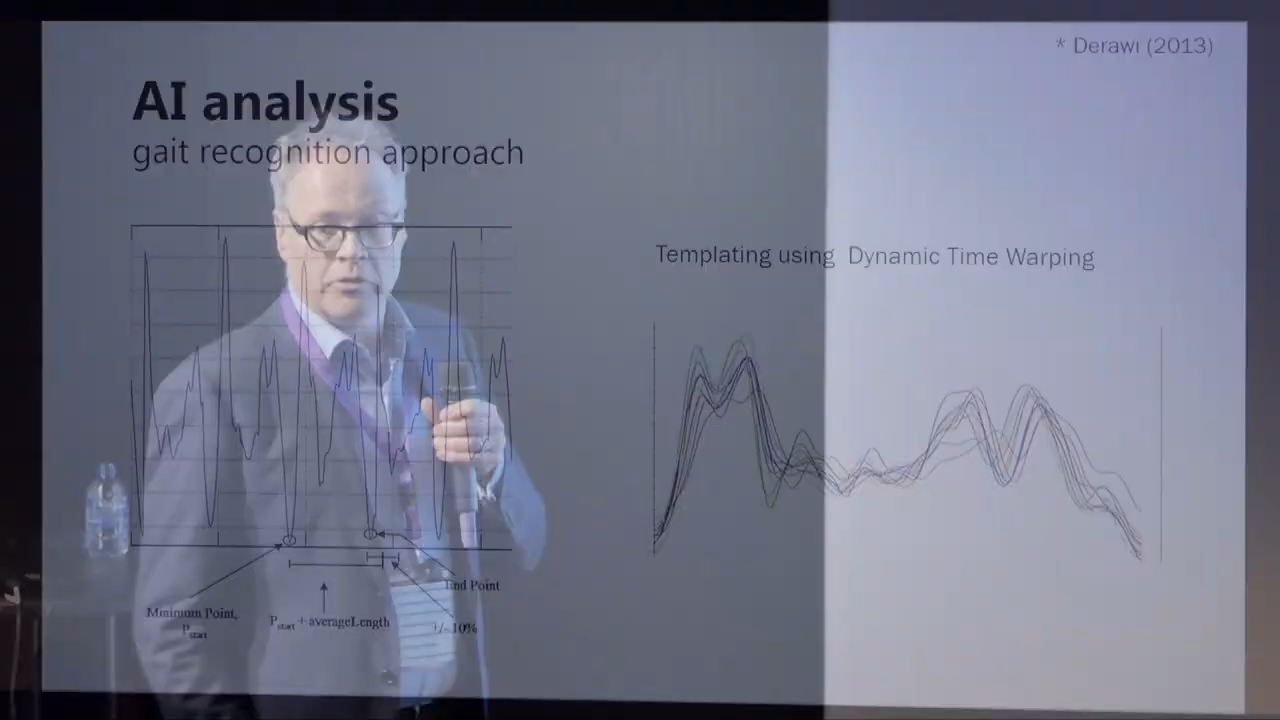 * Derawi (2013)
AI analysis
gait recognition approach
Templating using Dynamic Time Warping
End Point
Minimum Point,
Pstart
Pstart + averageLength
+/- 10%